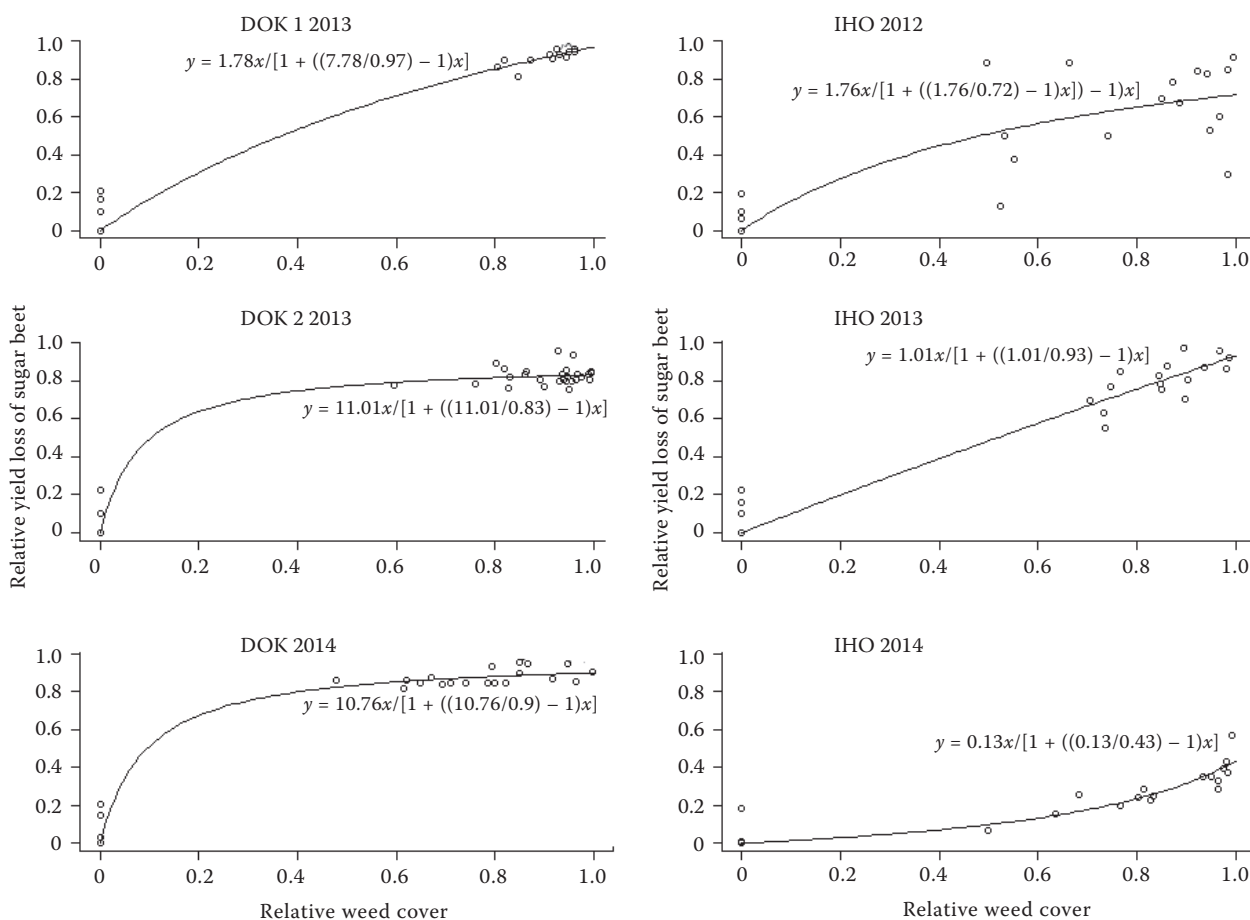 DOK 1 2013
1.0
0.8
0.6
0.4
0.2
0
y = 1.78x/[1 + ((7.78/0.97) − 1)x]
0 0.2 0.4 0.6 0.8 1.0
IHO 2012
1.0
0.8
0.6
0.4
0.2
0
y = 1.76x/[1 + ((1.76/0.72) − 1)x]) − 1)x]
0 0.2 0.4 0.6 0.8 1.0
Relative yield loss of sugar beet
DOK 2 2013
1.0
0.8
0.6
0.4
0.2
0
y = 11.01x/[1 + ((11.01/0.83) − 1)x]
0 0.2 0.4 0.6 0.8 1.0
Relative yield loss of sugar beet
IHO 2013
1.0
0.8
0.6
0.4
0.2
0
y = 1.01x/[1 + ((1.01/0.93) − 1)x]
0 0.2 0.4 0.6 0.8 1.0
DOK 2014
1.0
0.8
0.6
0.4
0.2
0
y = 10.76x/[1 + ((10.76/0.9) − 1)x]
0 0.2 0.4 0.6 0.8 1.0
Relative weed cover
IHO 2014
1.0
0.8
0.6
0.4
0.2
0
y = 0.13x/[1 + ((0.13/0.43) − 1)x]
0 0.2 0.4 0.6 0.8 1.0
Relative weed cover